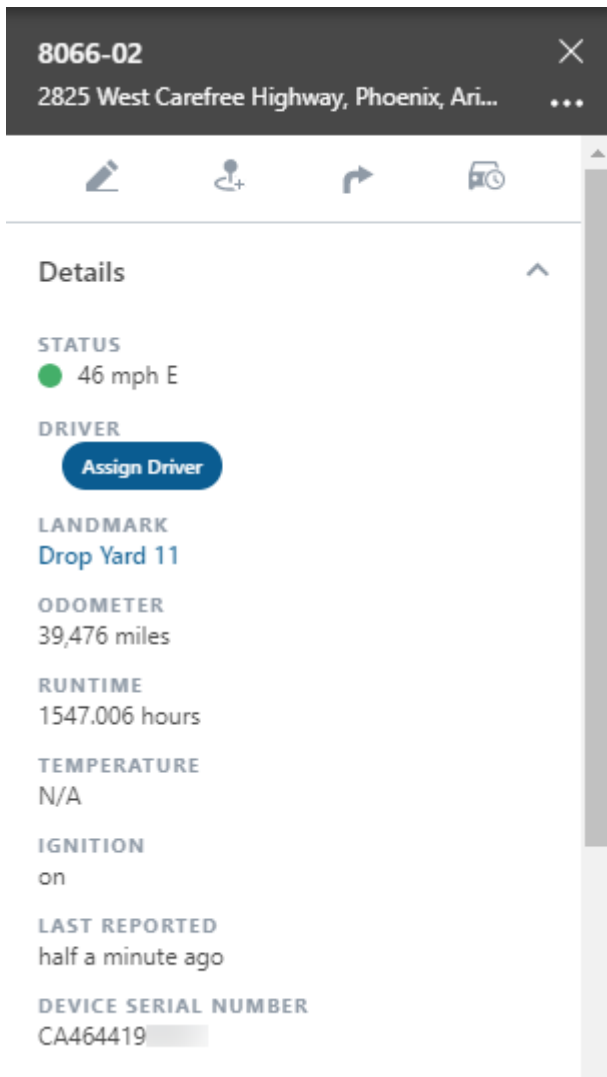 8066-02
2825 West Carefree Highway, Phoenix, Ari...
Details
STATUS
46 mph E
DRIVER
Assign Driver
LANDMARK
Drop Yard 11
ODOMETER
39,476 miles
RUNTIME
1547.006 hours
TEMPERATURE
N/A
IGNITION
on
LAST REPORTED
half a minute ago
DEVICE SERIAL NUMBER
CA464419